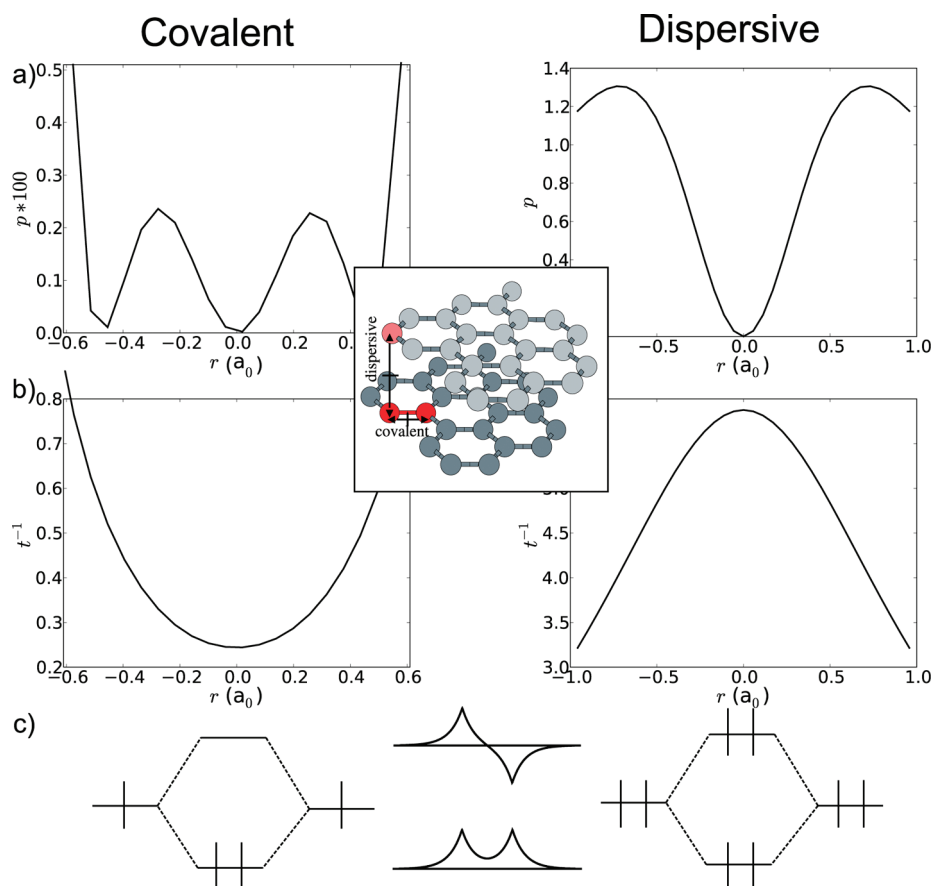 Covalent
Dispersive
a)
0.5
0.4
0.3
0.2
0.1
0.0
p*100
−0.6 −0.4 −0.2 0.0 0.2 0.4 0.6
r (a₀)
1.4
1.2
1.0
0.8
0.6
0.4
p
−0.5 0.0 0.5 1.0
r (a₀)
dispersive
covalent
b)
0.8
0.7
0.6
0.5
0.4
0.3
0.2
t⁻¹
−0.6 −0.4 −0.2 0.0 0.2 0.4 0.6
r (a₀)
4.5
4.0
3.5
3.0
t⁻¹
−1.0 −0.5 0.0 0.5 1.0
r (a₀)
c)